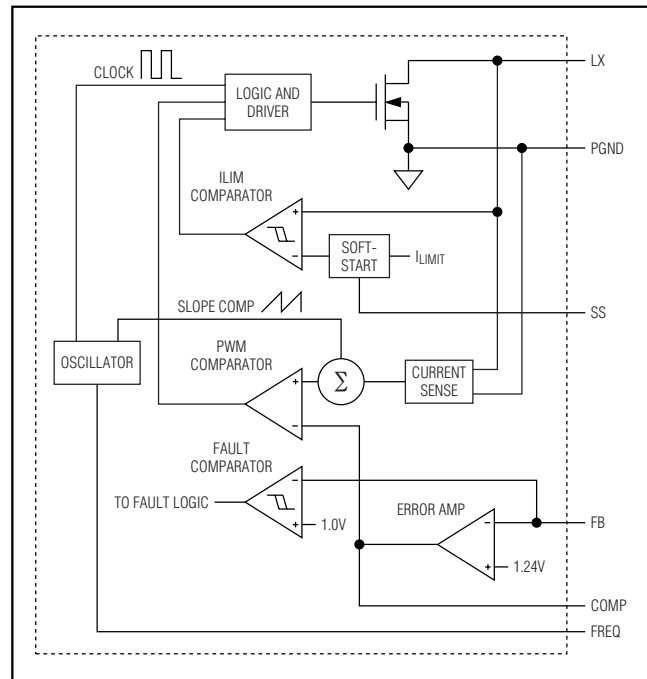 CLOCK
LX
LOGIC AND
DRIVER
PGND
ILIM
COMPARATOR
+
−
SOFT-
START
ILIMIT
SS
SLOPE COMP
OSCILLATOR
PWM
COMPARATOR
+
−
Σ
CURRENT
SENSE
FAULT
COMPARATOR
−
+
TO FAULT LOGIC
1.0V
ERROR AMP
−
+
FB
1.24V
COMP
FREQ